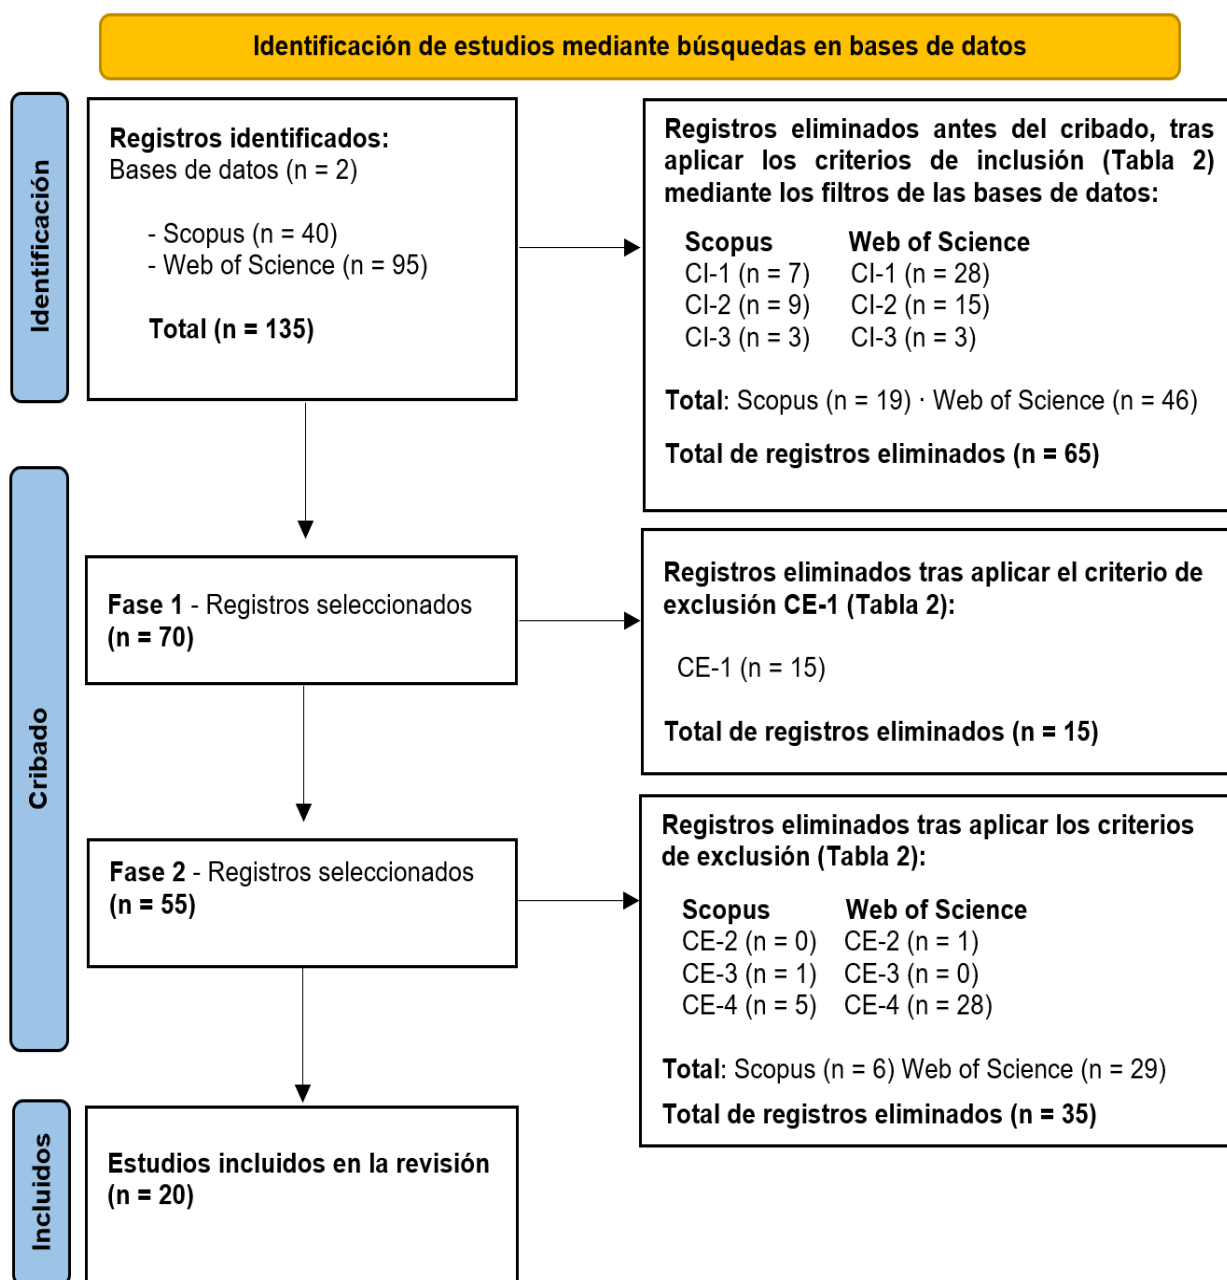 Identificación de estudios mediante búsquedas en bases de datos
Identificación
Registros identificados:
Bases de datos (n = 2)
- Scopus (n = 40)
- Web of Science (n = 95)
Total (n = 135)
Registros eliminados antes del cribado, tras
aplicar los criterios de inclusión (Tabla 2)
mediante los filtros de las bases de datos:
Scopus Web of Science
CI-1 (n = 7) CI-1 (n = 28)
CI-2 (n = 9) CI-2 (n = 15)
CI-3 (n = 3) CI-3 (n = 3)
Total: Scopus (n = 19) · Web of Science (n = 46)
Total de registros eliminados (n = 65)
Cribado
Fase 1 - Registros seleccionados
(n = 70)
Registros eliminados tras aplicar el criterio de
exclusión CE-1 (Tabla 2):
CE-1 (n = 15)
Total de registros eliminados (n = 15)
Fase 2 - Registros seleccionados
(n = 55)
Registros eliminados tras aplicar los criterios
de exclusión (Tabla 2):
Scopus Web of Science
CE-2 (n = 0) CE-2 (n = 1)
CE-3 (n = 1) CE-3 (n = 0)
CE-4 (n = 5) CE-4 (n = 28)
Total: Scopus (n = 6) Web of Science (n = 29)
Total de registros eliminados (n = 35)
Incluidos
Estudios incluidos en la revisión
(n = 20)